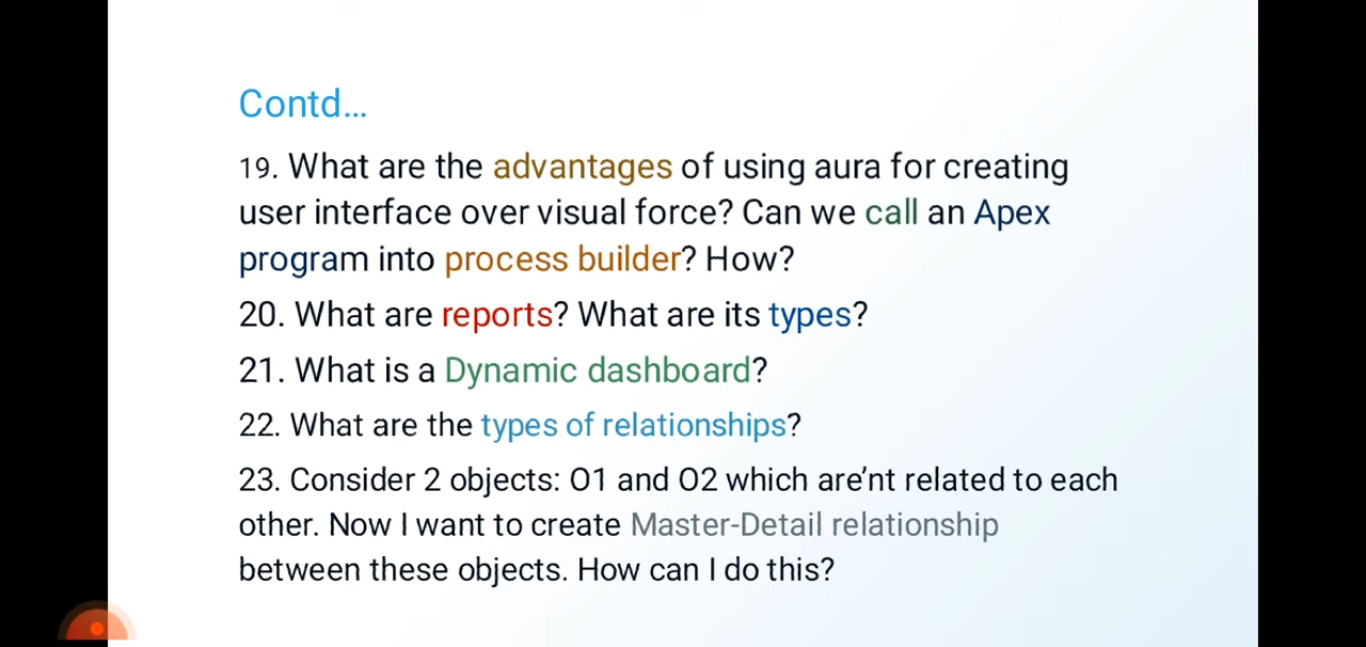 Contd...
19. What are the advantages of using aura for creating
user interface over visual force? Can we call an Apex
program into process builder? How?
20. What are reports? What are its types?
21. What is a Dynamic dashboard?
22. What are the types of relationships?
23. Consider 2 objects: O1 and O2 which are’nt related to each
other. Now I want to create Master-Detail relationship
between these objects. How can I do this?